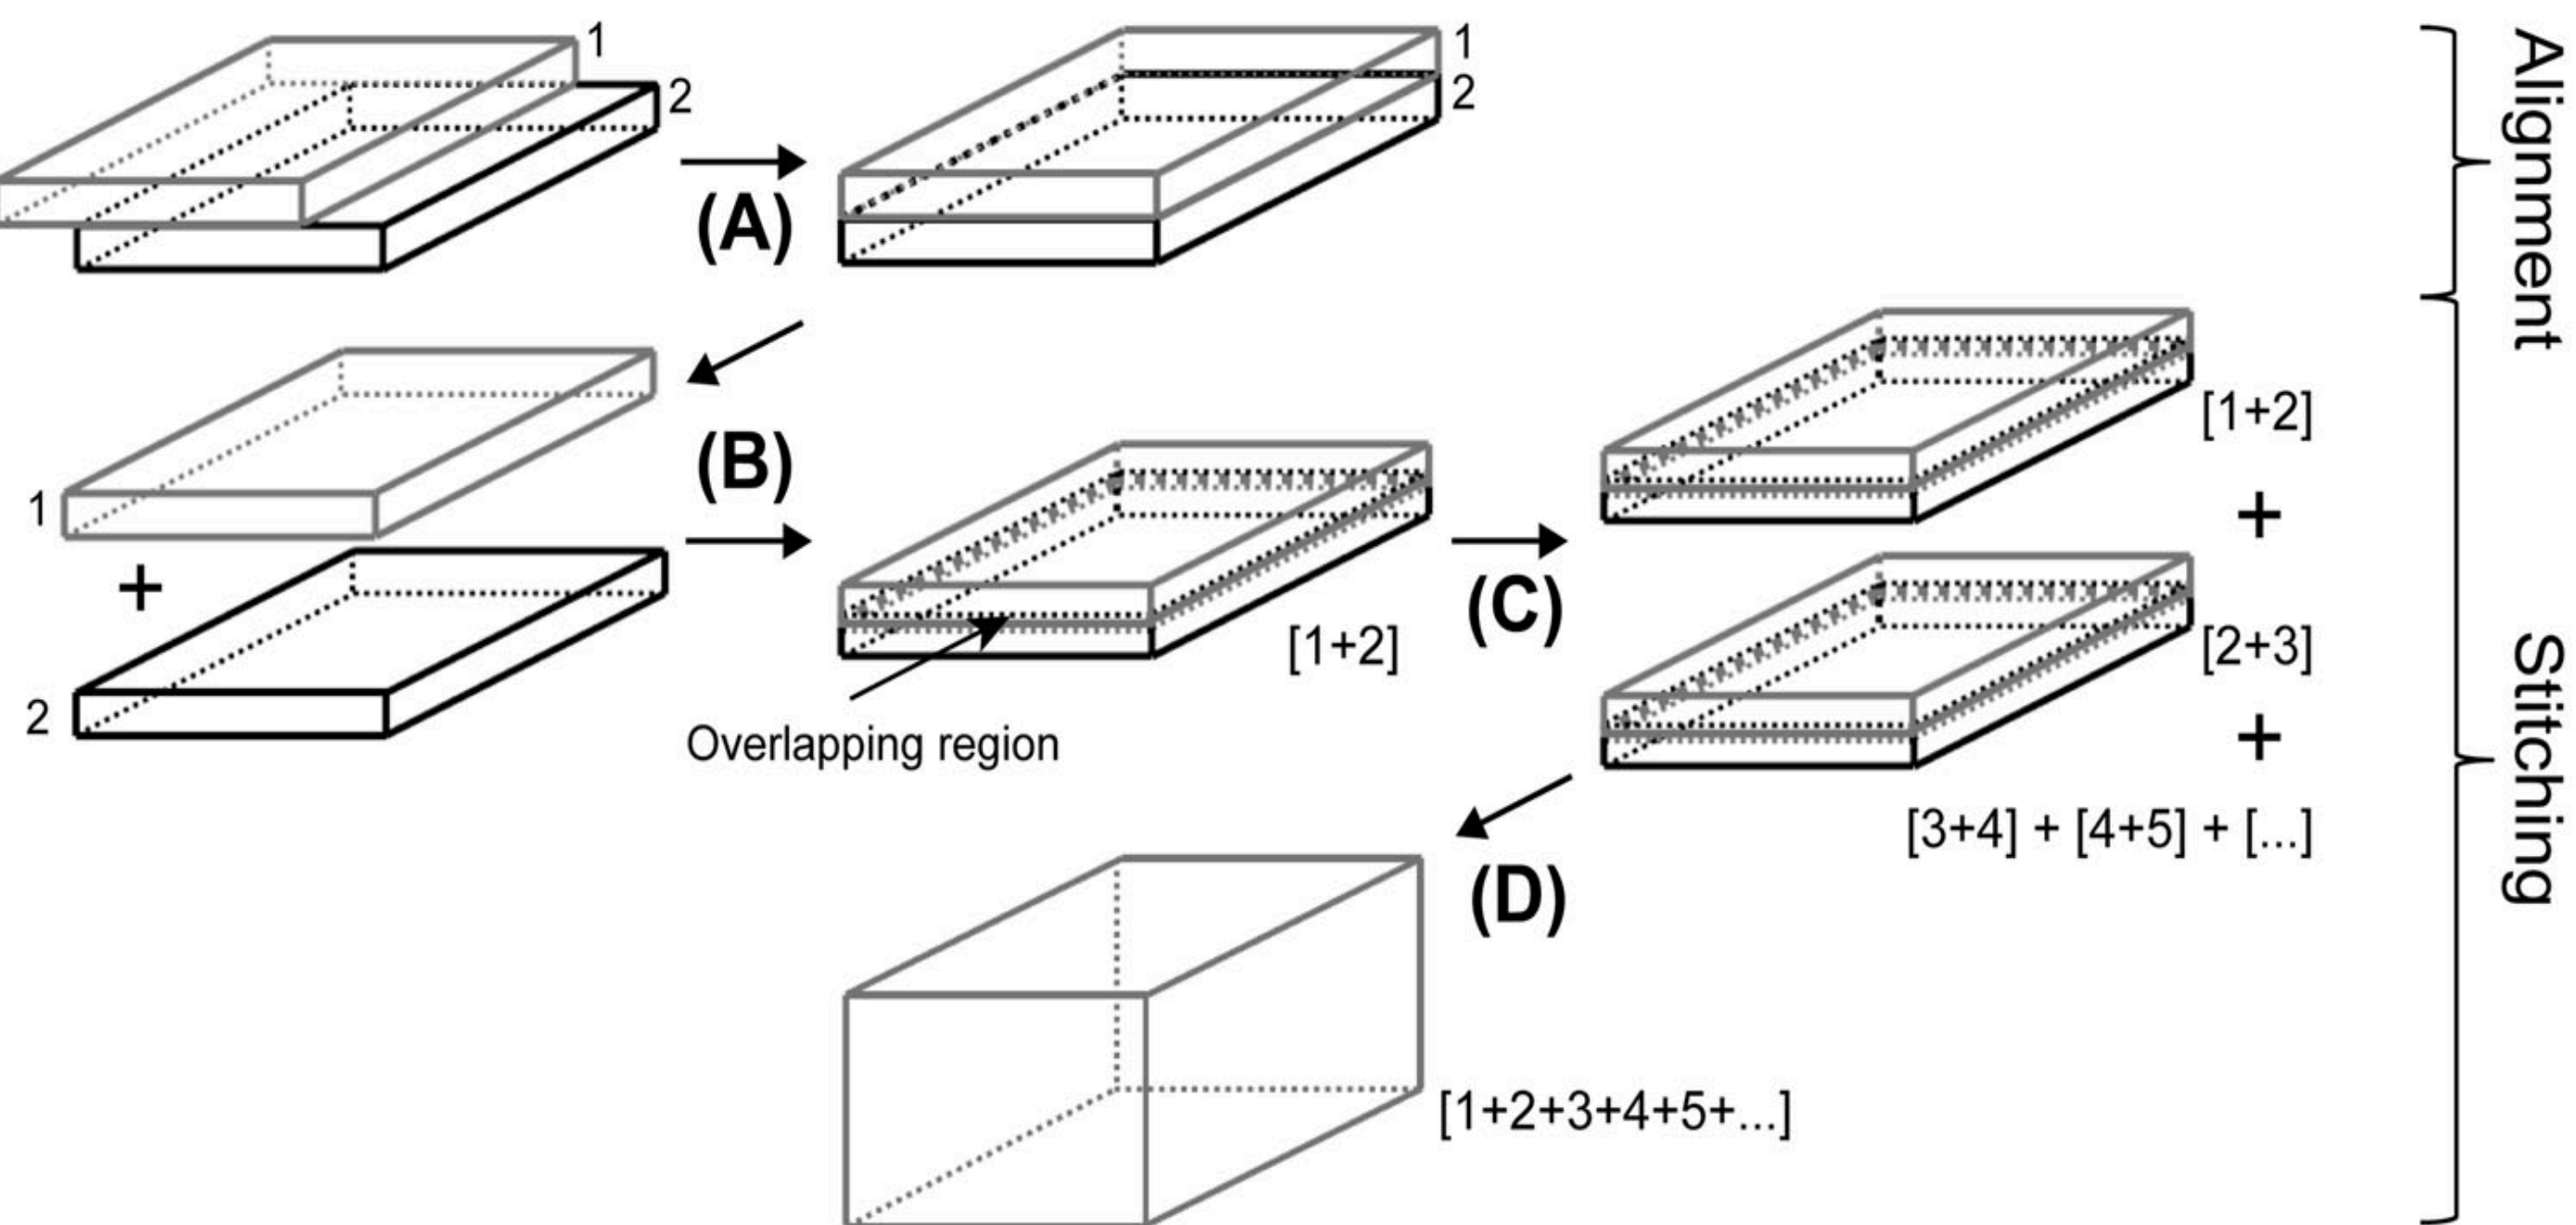 1
2
(A)
1
2
Alignment
1
+
2
(B)
[1+2]
Overlapping region
(C)
[1+2]
+
[2+3]
+
[3+4] + [4+5] + [...]
(D)
[1+2+3+4+5+...]
Stitching